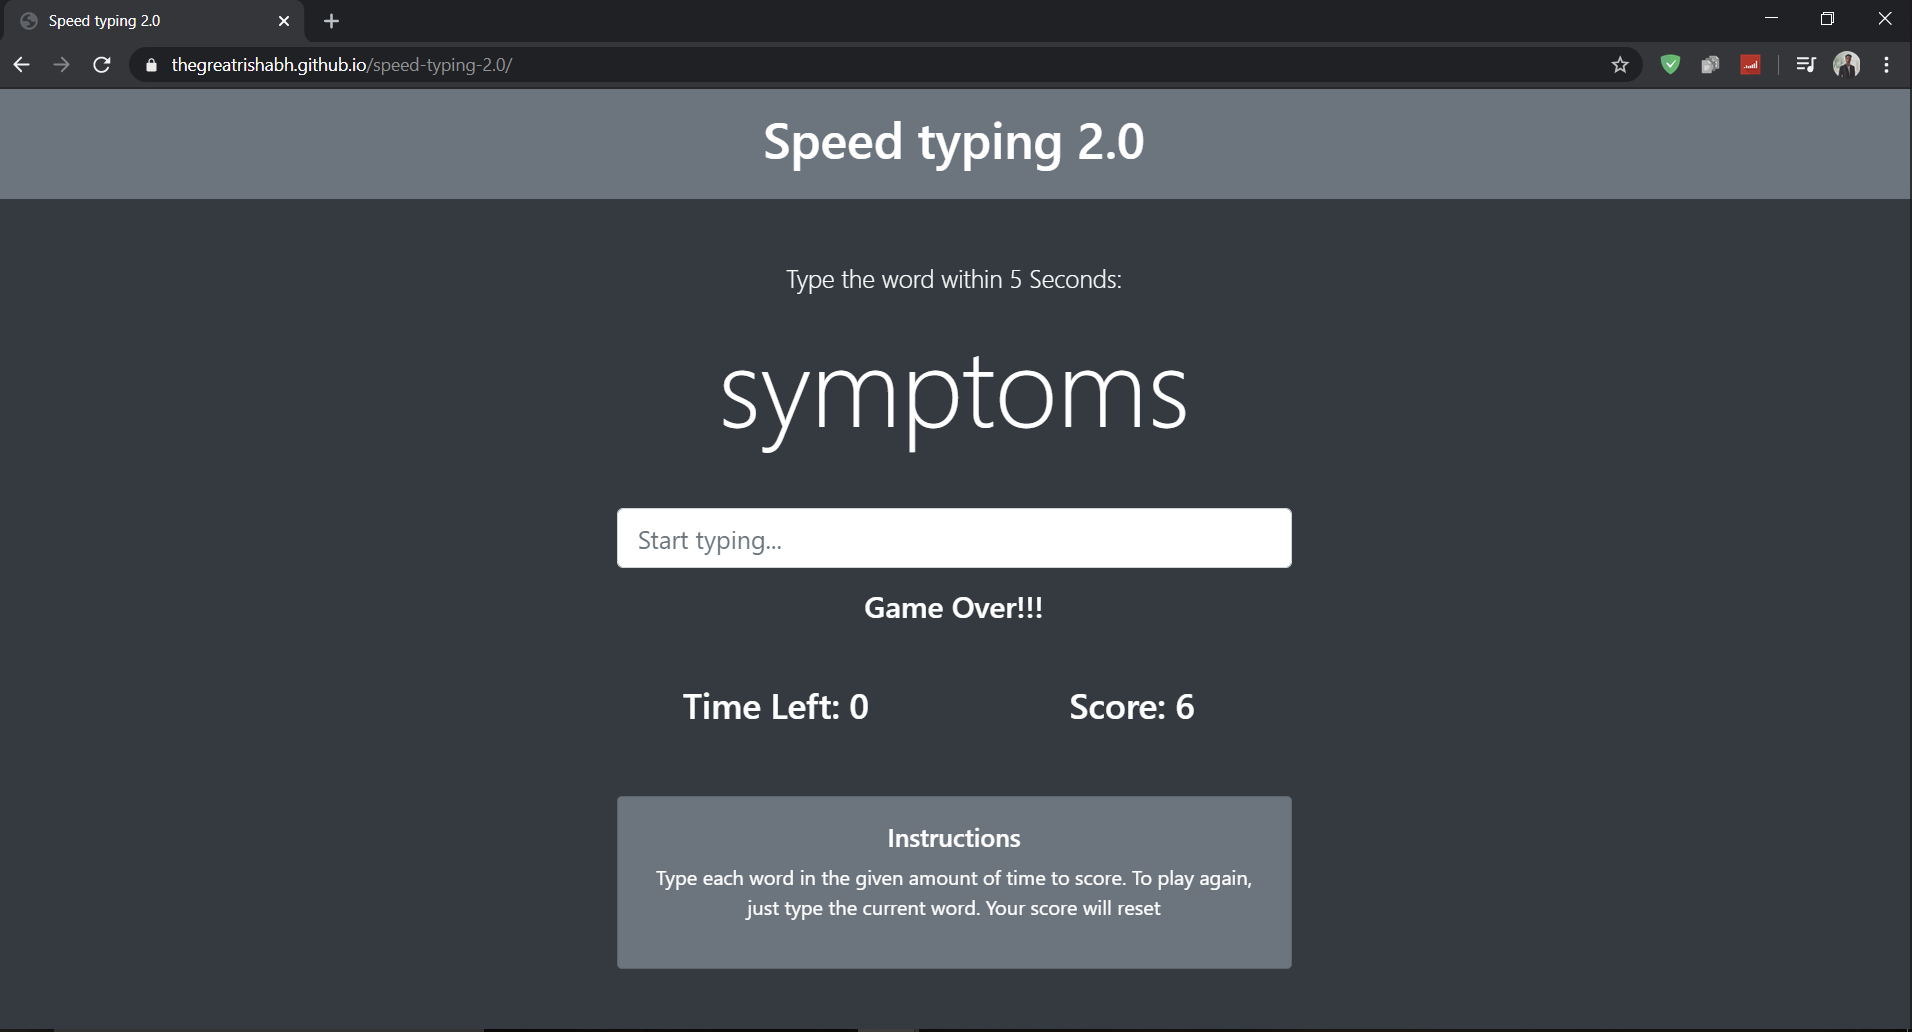 Speed typing 2.0
thegreatrishabh.github.io/speed-typing-2.0/
Speed typing 2.0
Type the word within 5 Seconds:
symptoms
Start typing...
Game Over!!!
Time Left: 0 Score: 6
Instructions
Type each word in the given amount of time to score. To play again,
just type the current word. Your score will reset